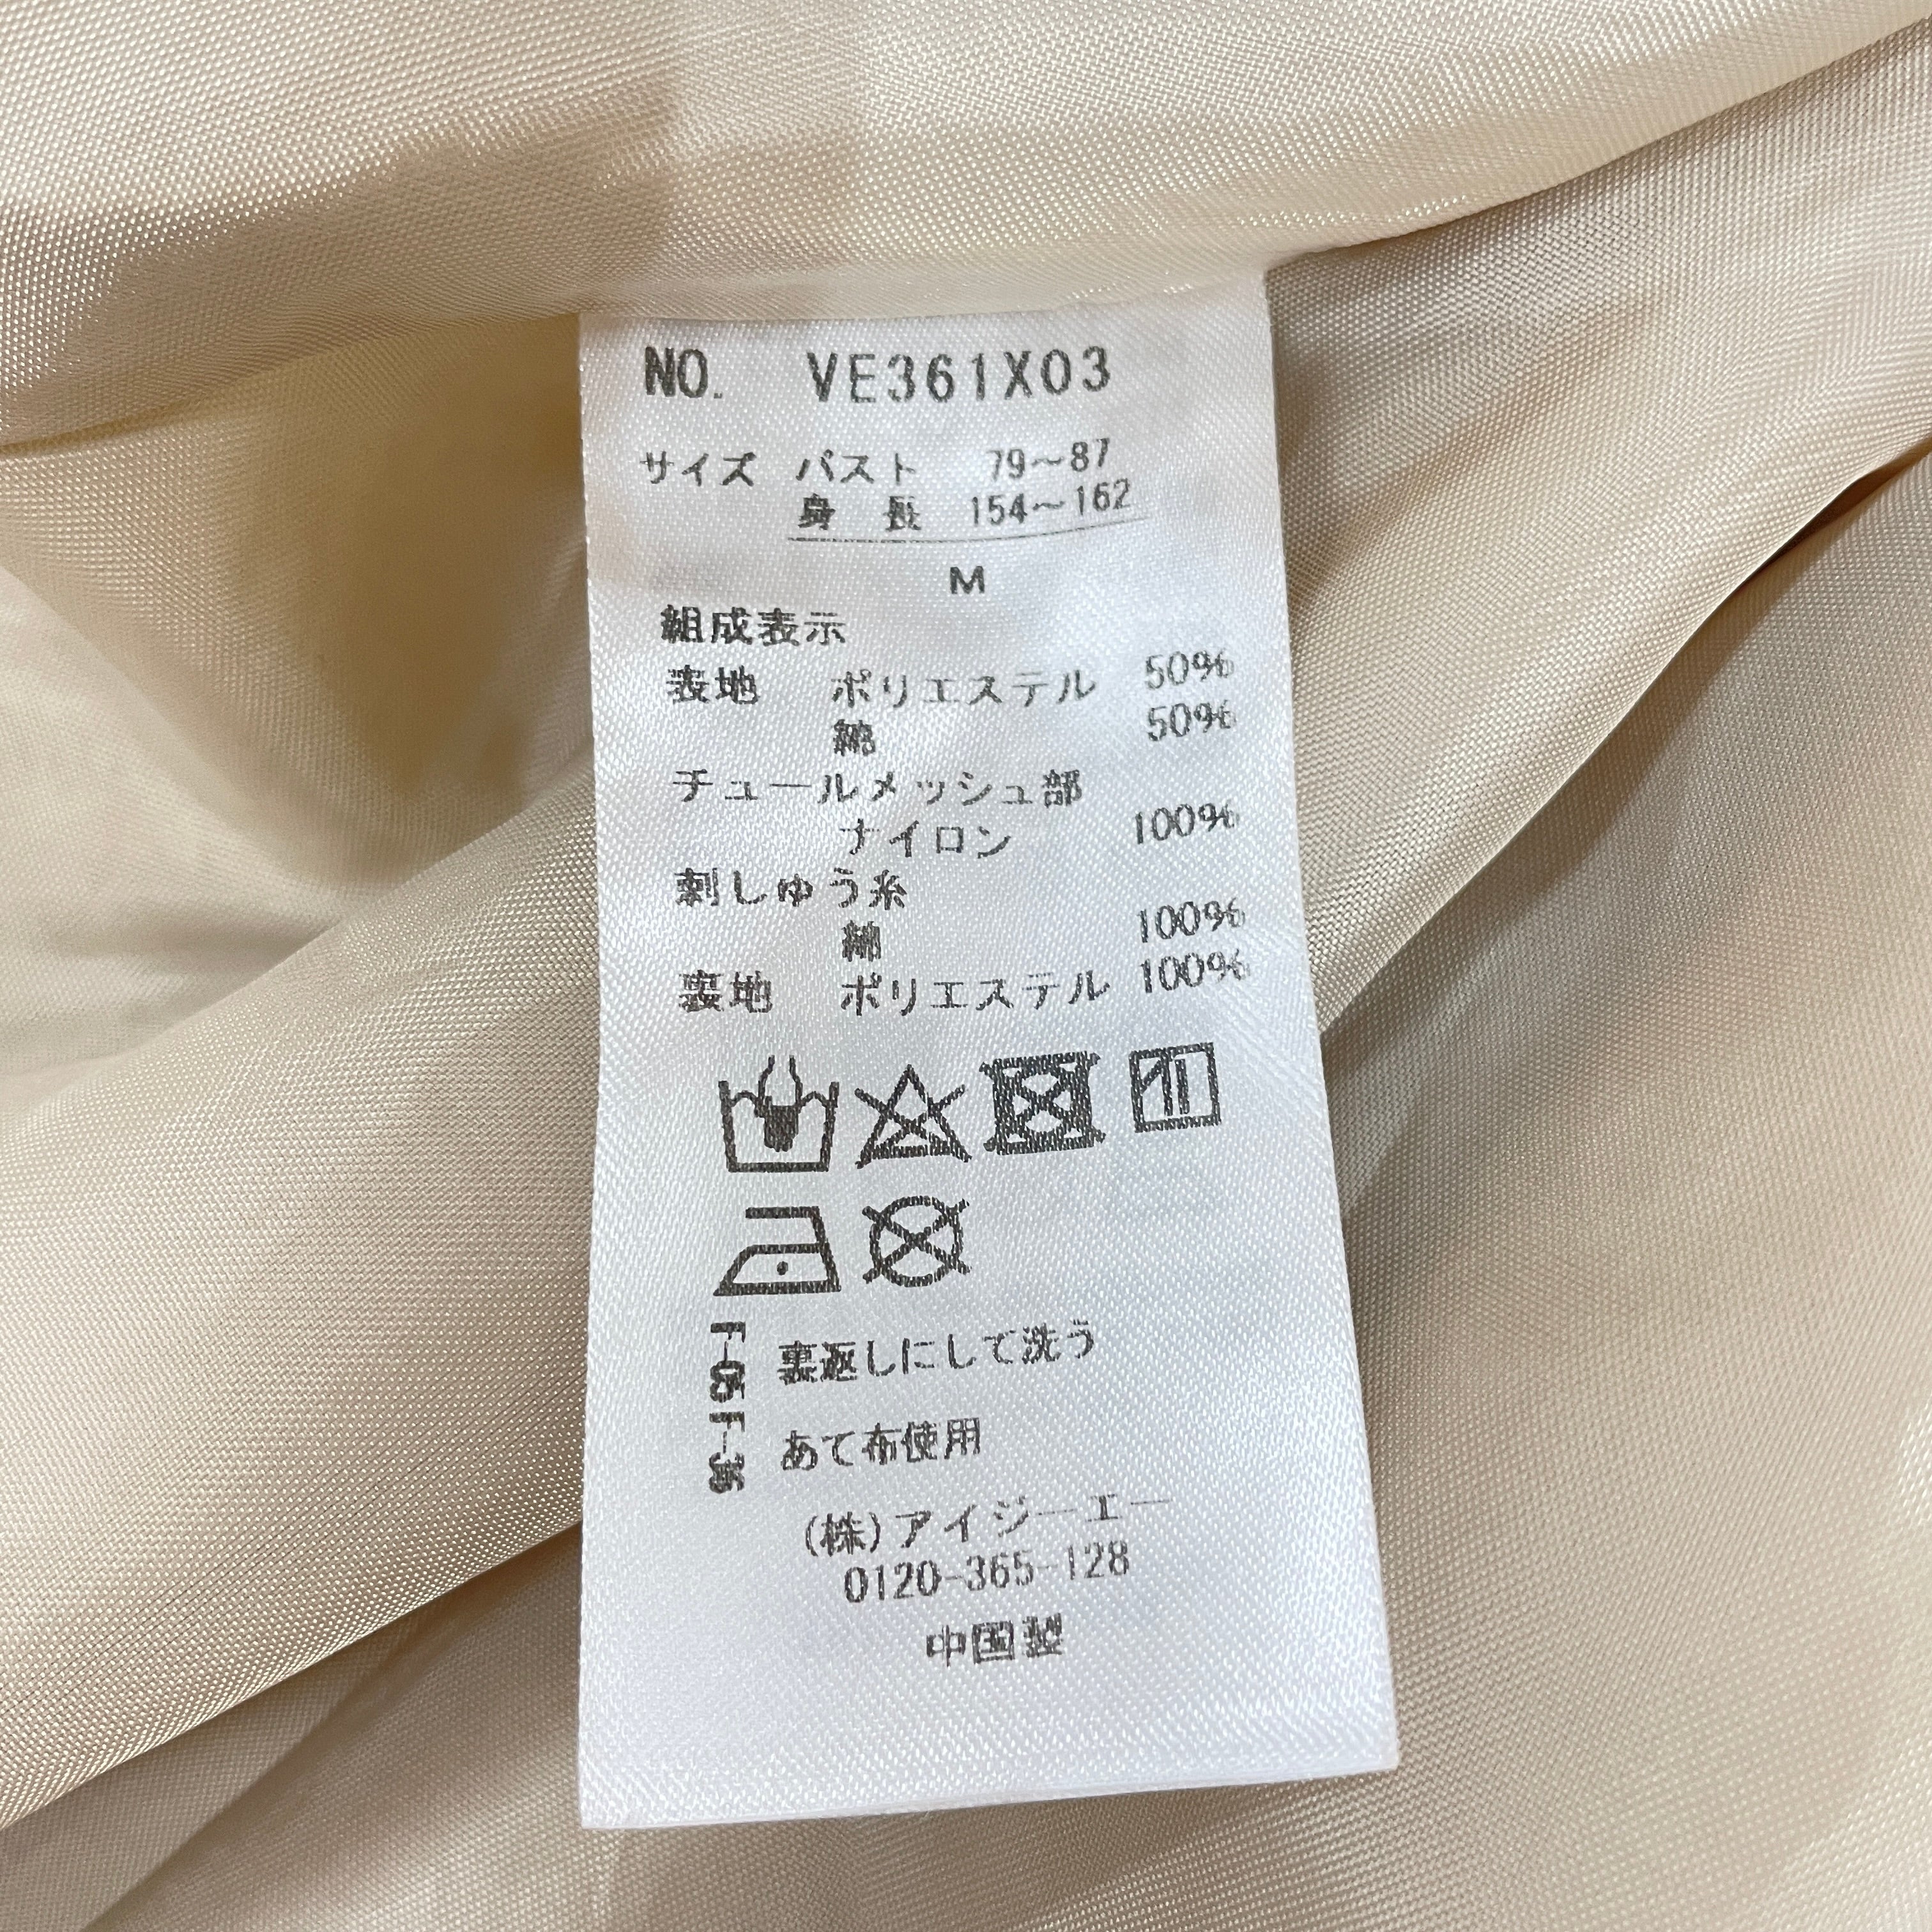 NO. VE361X03
サイズ バスト 79～87
身長 154～162
M
組成表示
表地 ポリエステル 50%
綿 50%
チュールメッシュ部
ナイロン 100%
刺しゅう糸
綿 100%
裏地 ポリエステル 100%
裏返しにして洗う
あて布使用
F-05F-36
(株)アイジーエー
0120-365-128
中国製